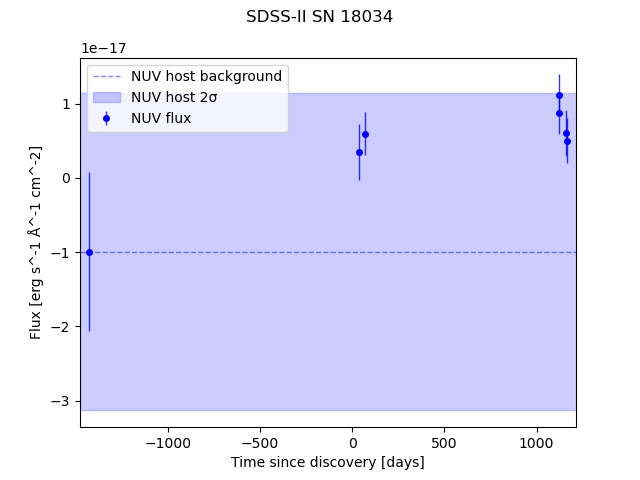 SDSS-II SN 18034
1e−17
NUV host background
NUV host 2σ
NUV flux
1
0
−1
−2
−3
Flux [erg s^-1 Å^-1 cm^-2]
−1000
−500
0
500
1000
Time since discovery [days]